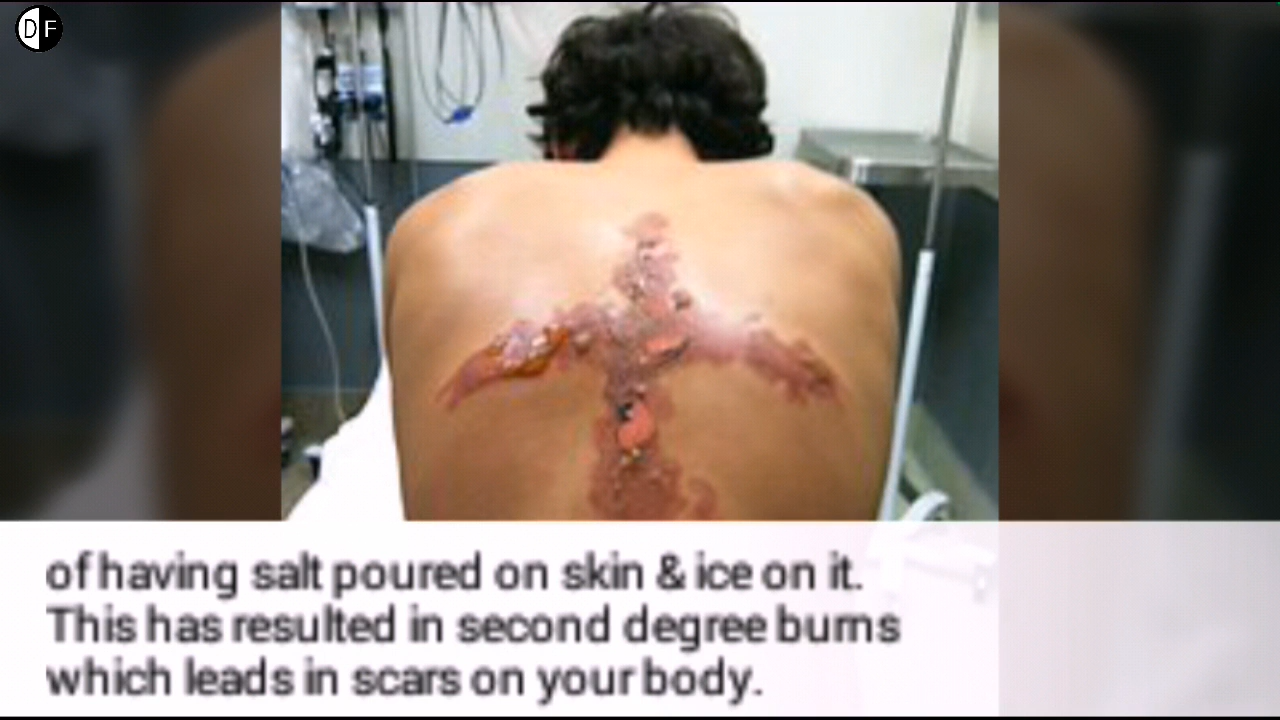 DF
of having salt poured on skin & ice on it.
This has resulted in second degree burns
which leads in scars on your body.